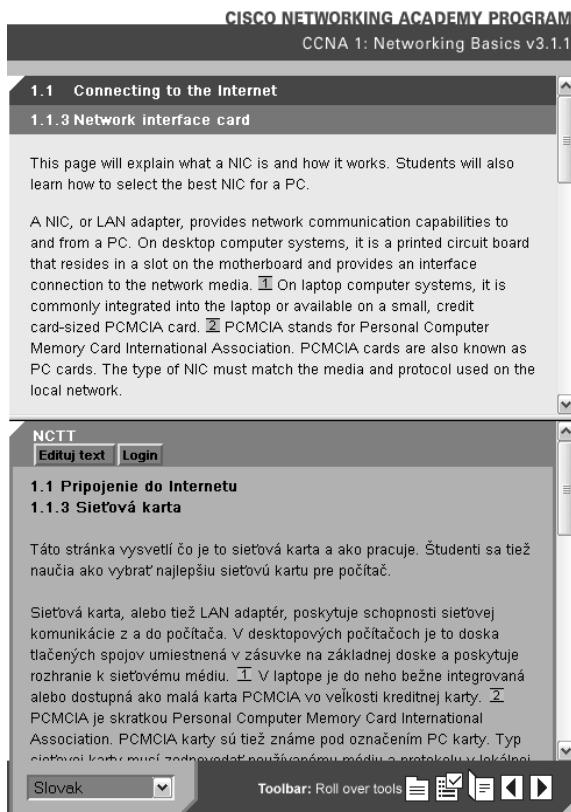 CISCO NETWORKING ACADEMY PROGRAM
CCNA 1: Networking Basics v3.1.1
1.1 Connecting to the Internet
1.1.3 Network interface card
This page will explain what a NIC is and how it works. Students will also
learn how to select the best NIC for a PC.
A NIC, or LAN adapter, provides network communication capabilities to
and from a PC. On desktop computer systems, it is a printed circuit board
that resides in a slot on the motherboard and provides an interface
connection to the network media. 1 On laptop computer systems, it is
commonly integrated into the laptop or available on a small, credit
card-sized PCMCIA card. 2 PCMCIA stands for Personal Computer
Memory Card International Association. PCMCIA cards are also known as
PC cards. The type of NIC must match the media and protocol used on the
local network.
NCTT
Edituj text Login
1.1 Pripojenie do Internetu
1.1.3 Sieťová karta
Táto stránka vysvetlí čo je to sieťová karta a ako pracuje. Študenti sa tiež
naučia ako vybrať najlepšiu sieťovú kartu pre počítač.
Sieťová karta, alebo tiež LAN adaptér, poskytuje schopnosti sieťovej
komunikácie z a do počítača. V desktopových počítačoch je to doska
tlačených spojov umiestnená v zásuvke na základnej doske a poskytuje
rozhranie k sieťovému médiu. 1 V laptope je do neho bežne integrovaná
alebo dostupná ako malá karta PCMCIA vo veľkosti kreditnej karty. 2
PCMCIA je skratkou Personal Computer Memory Card International
Association. PCMCIA karty sú tiež známe pod označením PC karty. Typ
sieťovej karty musí zodpovedať používanému médiu a protokolu v lokálnej
Slovak
Toolbar: Roll over tools